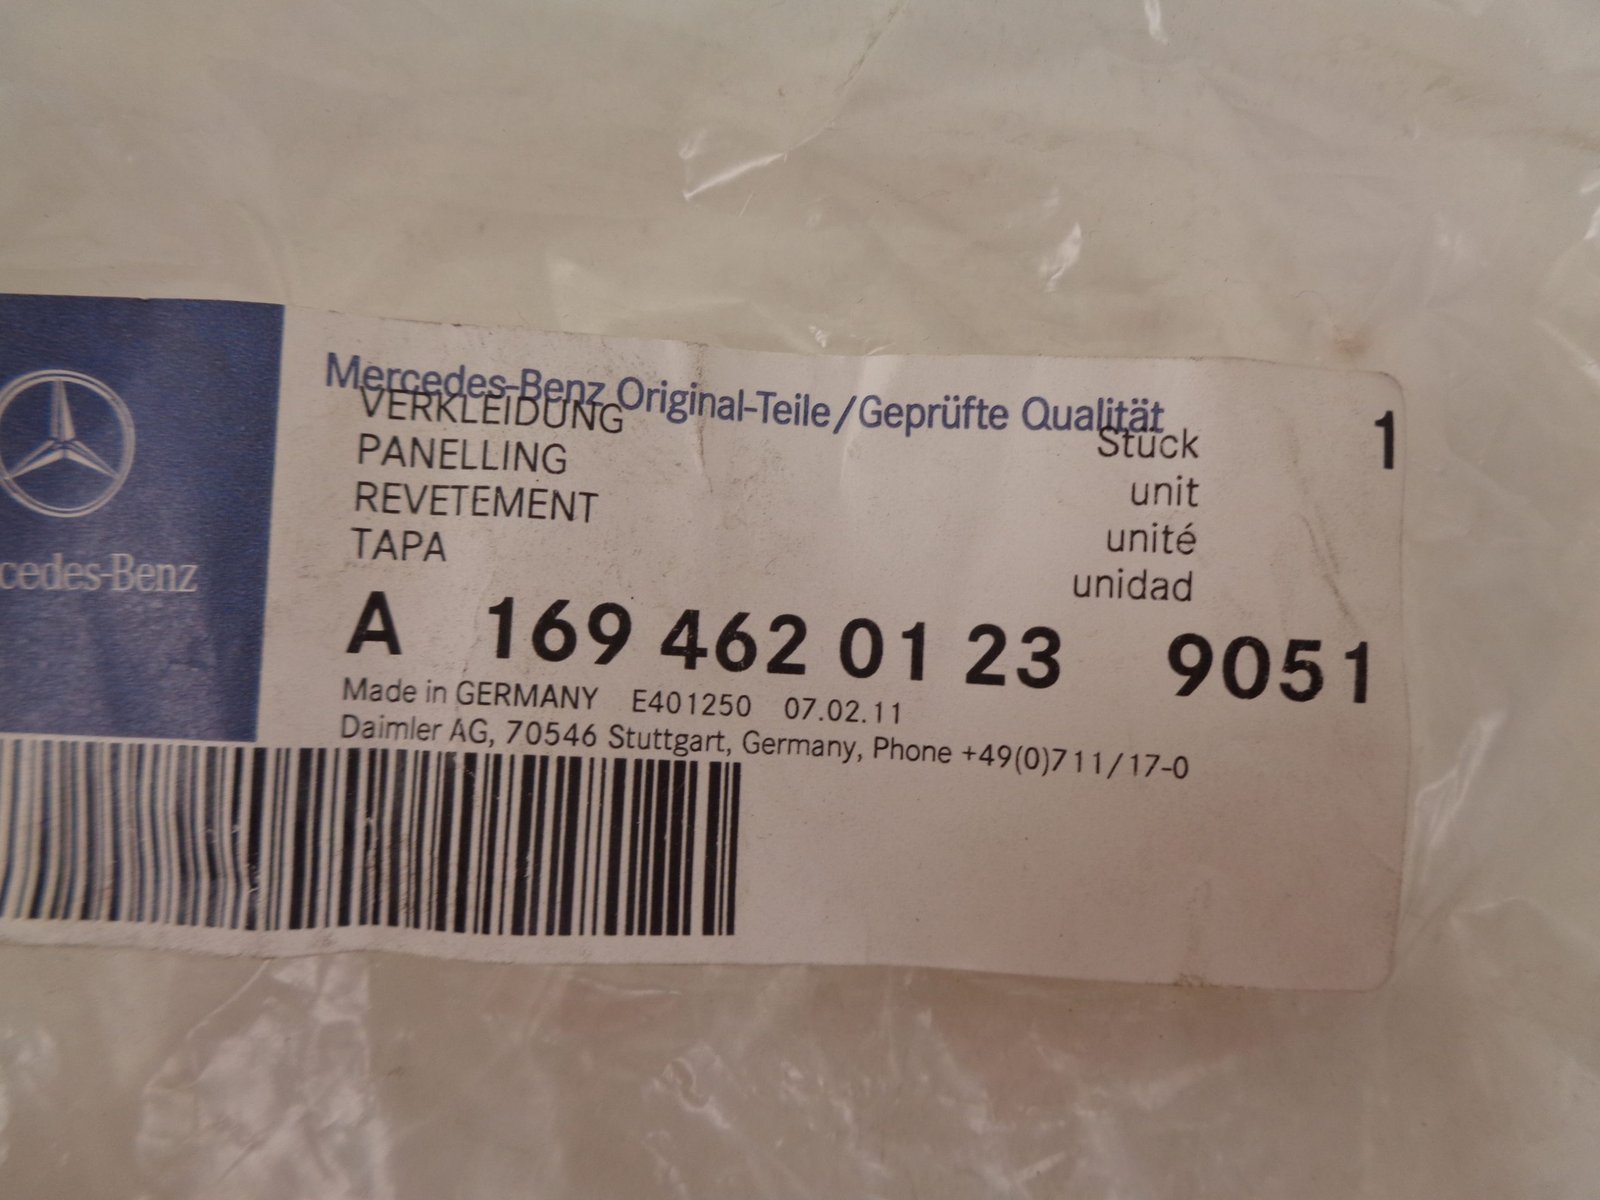 Mercedes-Benz Original-Teile/Geprüfte Qualität
VERKLEIDUNG Stück 1
PANELLING unit
REVETEMENT unité
TAPA unidad
cedes-Benz
A 169 462 01 23 9051
Made in GERMANY E401250 07.02.11
Daimler AG, 70546 Stuttgart, Germany, Phone +49(0)711/17-0